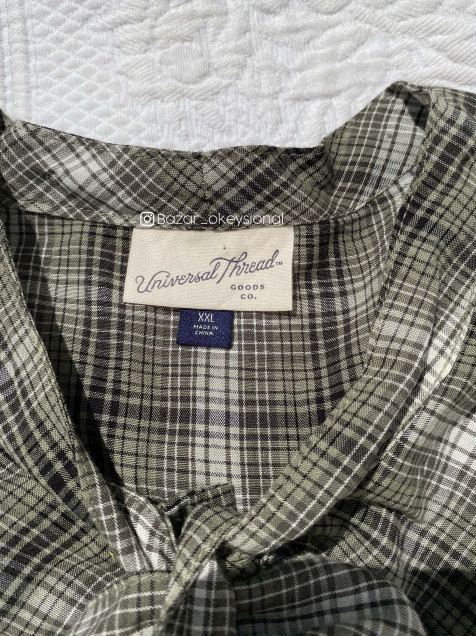 Bazar_okeysional
Universal Thread™
GOODS
CO.
XXL
MADE IN
CHINA